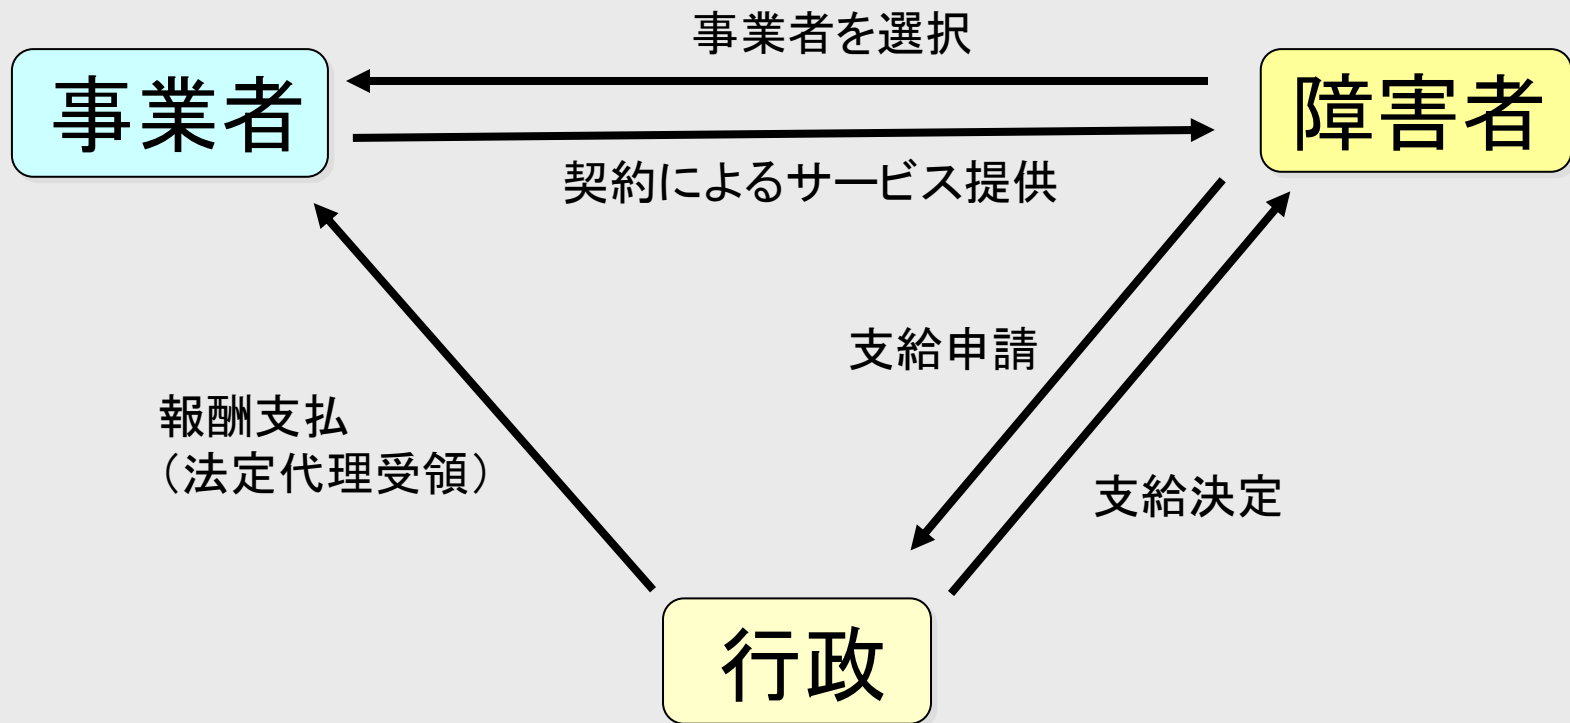 事業者を選択
事業者
障害者
契約によるサービス提供
支給申請
報酬支払
（法定代理受領）
支給決定
行政